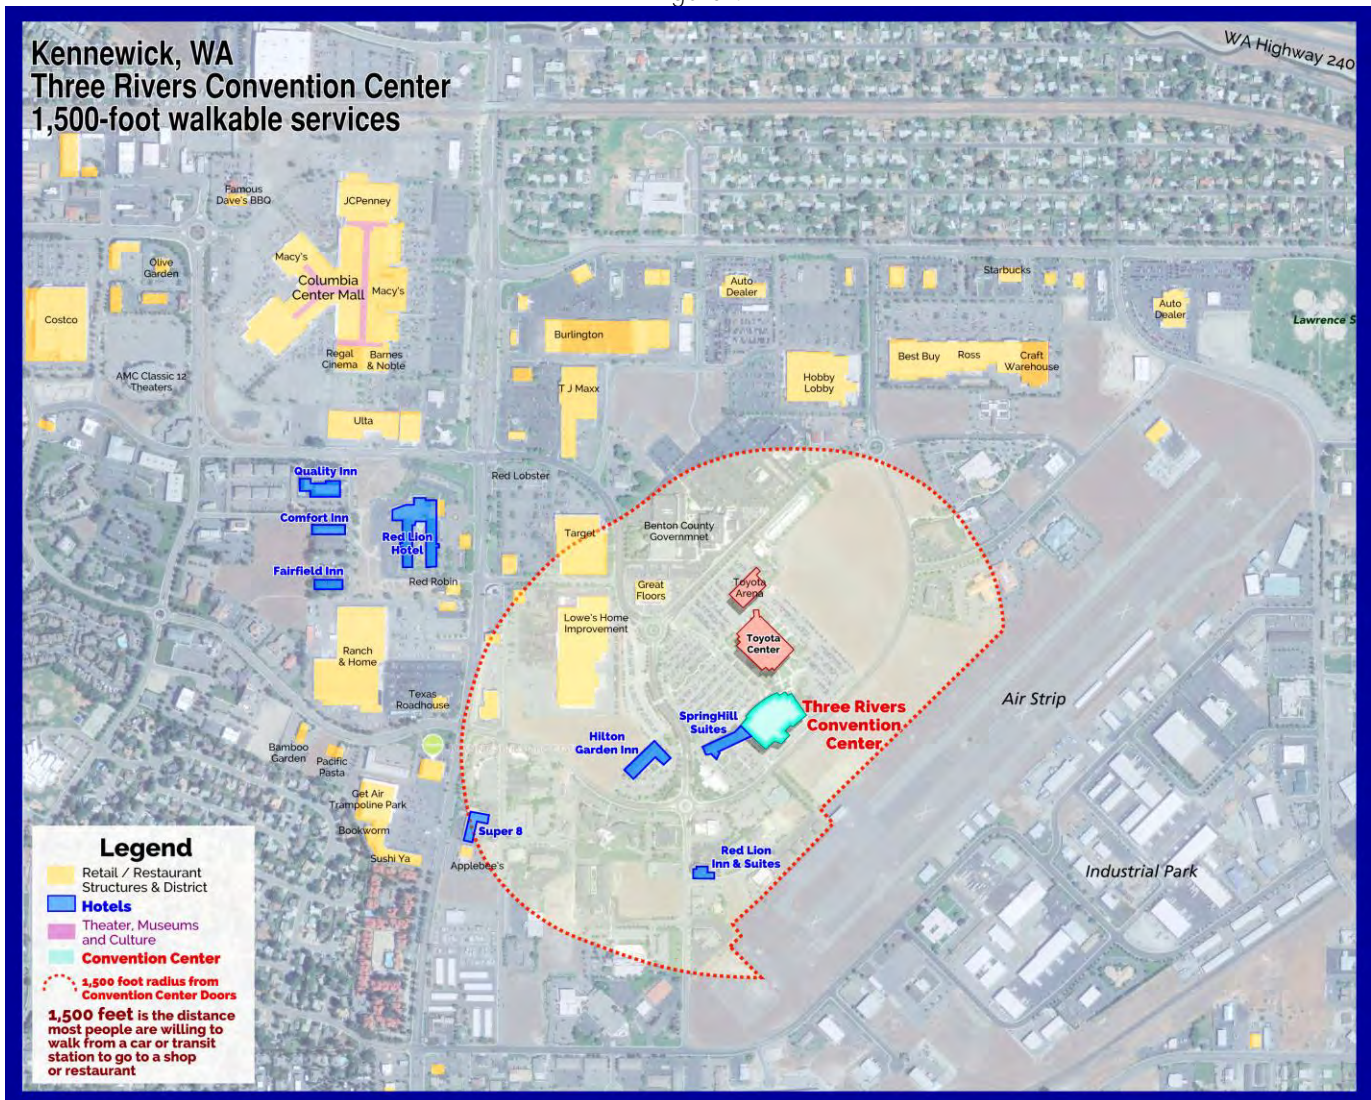 Kennewick, WA
Three Rivers Convention Center
1,500-foot walkable services
WA Highway 240
Famous
Dave's BBQ
JCPenney
Macy's
Columbia
Center Mall
Macy's
Olive
Garden
Costco
Regal
Cinema
Barnes
& Noble
AMC Classic 12
Theaters
Ulta
Burlington
T J Maxx
Auto
Dealer
Hobby
Lobby
Starbucks
Best Buy
Ross
Craft
Warehouse
Auto
Dealer
Lawrence S
Quality Inn
Comfort Inn
Fairfield Inn
Red Lion
Hotel
Red Robin
Red Lobster
Target
Benton County
Governmnet
Great
Floors
Toyota
Arena
Toyota
Center
Lowe's Home
Improvement
Ranch
& Home
Texas
Roadhouse
SpringHill
Suites
Three Rivers
Convention
Center
Hilton
Garden Inn
Air Strip
Bamboo
Garden
Pacific
Pasta
Get Air
Trampoline Park
Bookworm
Sushi Ya
Super 8
Applebee's
Red Lion
Inn & Suites
Industrial Park
Legend
Retail / Restaurant
Structures & District
Hotels
Theater, Museums
and Culture
Convention Center
1,500 foot radius from
Convention Center Doors
1,500 feet is the distance
most people are willing to
walk from a car or transit
station to go to a shop
or restaurant